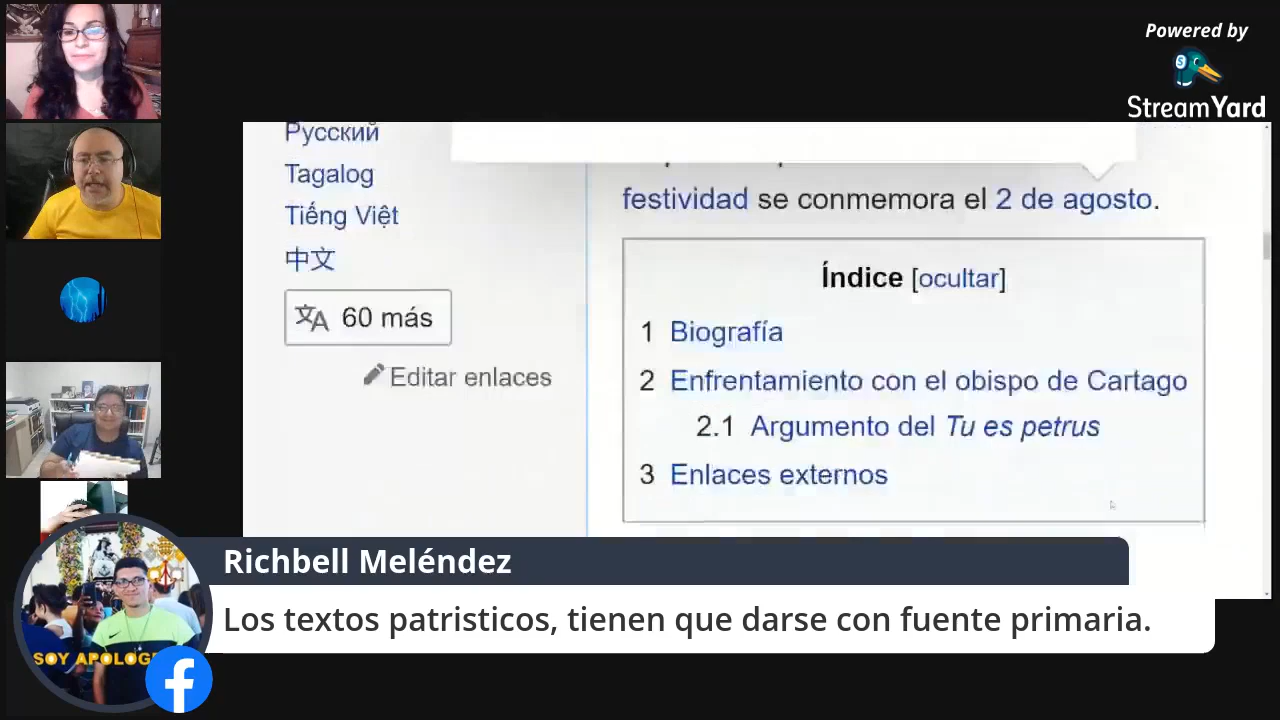 Powered by
StreamYard
Русский
Tagalog
Tiếng Việt
中文
60 más
Editar enlaces
festividad se conmemora el 2 de agosto.
Índice [ocultar]
1 Biografía
2 Enfrentamiento con el obispo de Cartago
2.1 Argumento del Tu es petrus
3 Enlaces externos
SOY APOLOG
Richbell Meléndez
Los textos patristicos, tienen que darse con fuente primaria.